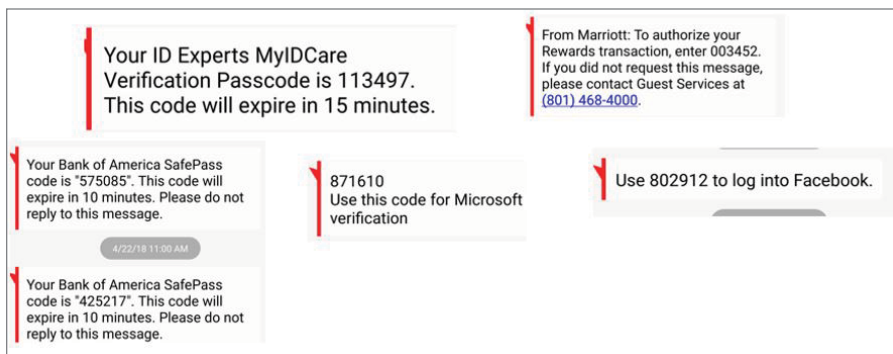 Your ID Experts MyIDCare
Verification Passcode is 113497.
This code will expire in 15 minutes.
From Marriott: To authorize your
Rewards transaction, enter 003452.
If you did not request this message,
please contact Guest Services at
(801) 468-4000.
Your Bank of America SafePass
code is "575085". This code will
expire in 10 minutes. Please do not
reply to this message.
4/22/18 11:00 AM
Your Bank of America SafePass
code is "425217". This code will
expire in 10 minutes. Please do not
reply to this message.
871610
Use this code for Microsoft
verification
Use 802912 to log into Facebook.